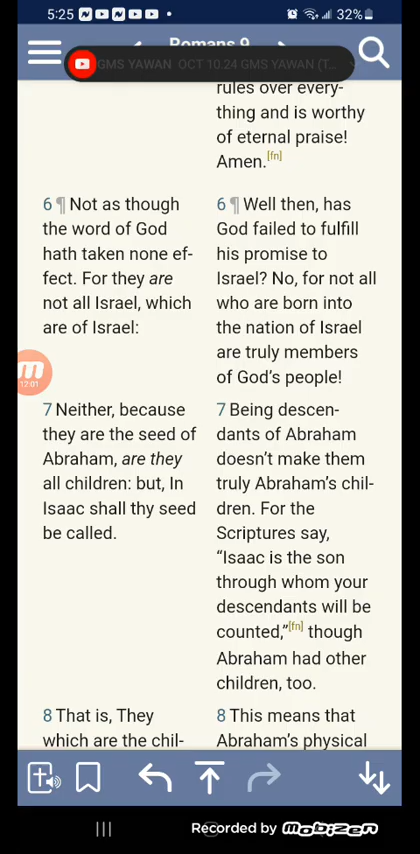 5:25
32%
Romans 9
GMS YAWAN OCT 10.24 GMS YAWAN (T...
rules over every-
thing and is worthy
of eternal praise!
Amen.[fn]
6 ¶ Not as though
the word of God
hath taken none ef-
fect. For they are
not all Israel, which
are of Israel:
6 ¶ Well then, has
God failed to fulfill
his promise to
Israel? No, for not all
who are born into
the nation of Israel
are truly members
of God’s people!
12:01
7 Neither, because
they are the seed of
Abraham, are they
all children: but, In
Isaac shall thy seed
be called.
7 Being descen-
dants of Abraham
doesn’t make them
truly Abraham’s chil-
dren. For the
Scriptures say,
“Isaac is the son
through whom your
descendants will be
counted,”[fn] though
Abraham had other
children, too.
8 That is, They
which are the chil-
8 This means that
Abraham’s physical
Recorded by mobizen